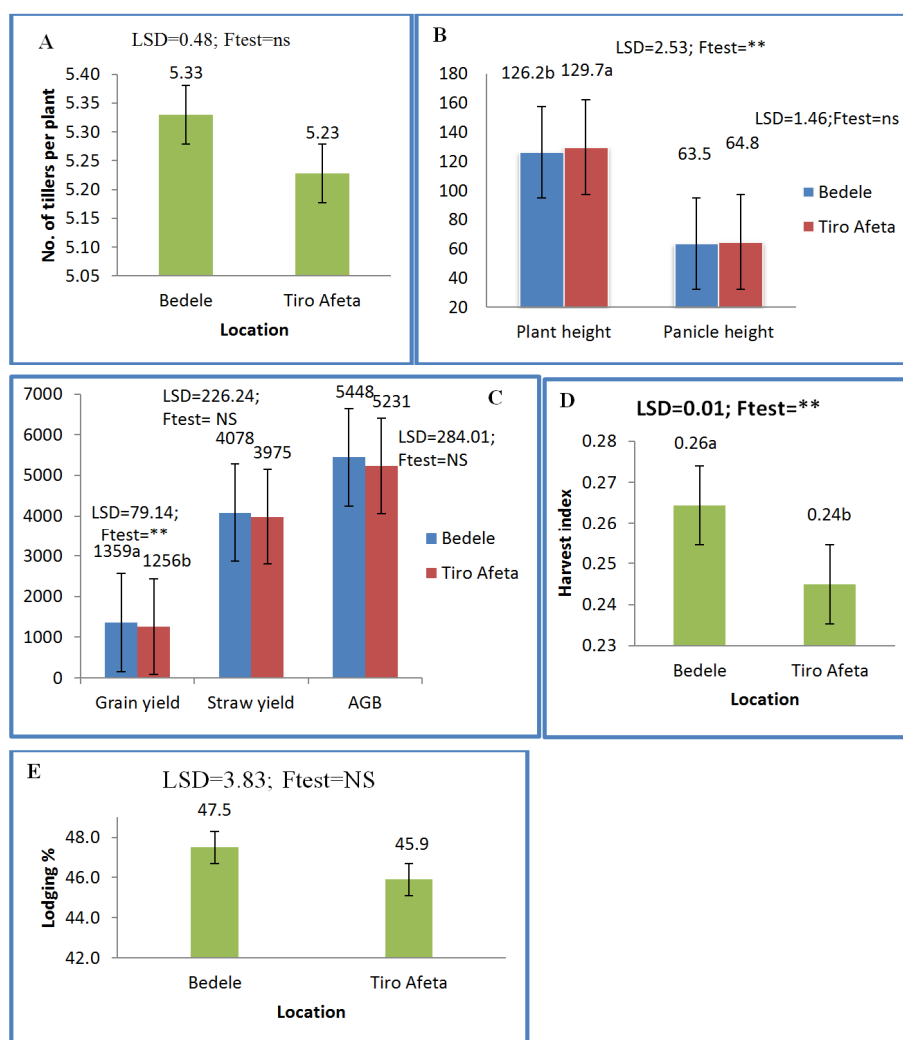 A
LSD=0.48; Ftest=ns
No. of tillers per plant
5.40
5.35
5.30
5.25
5.20
5.15
5.10
5.05
5.33
5.23
Bedele
Tiro Afeta
Location
B
LSD=2.53; Ftest=**
180
160
140
120
100
80
60
40
20
126.2b
129.7a
LSD=1.46;Ftest=ns
63.5
64.8
Bedele
Tiro Afeta
Plant height
Panicle height
C
7000
6000
5000
4000
3000
2000
1000
0
LSD=226.24;
Ftest= NS
4078
3975
5448
5231
LSD=284.01;
Ftest=NS
LSD=79.14;
Ftest=**
1359a
1256b
Bedele
Tiro Afeta
Grain yield
Straw yield
AGB
D
LSD=0.01; Ftest=**
Harvest index
0.28
0.27
0.26
0.25
0.24
0.23
0.26a
0.24b
Bedele
Tiro Afeta
Location
E
LSD=3.83; Ftest=NS
Lodging %
48.0
46.0
44.0
42.0
47.5
45.9
Bedele
Tiro Afeta
Location